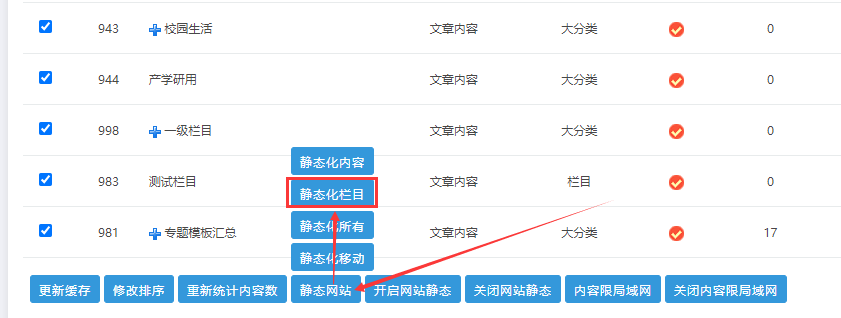 943 校园生活 文章内容 大分类 0
944 产学研用 文章内容 大分类 0
998 一级栏目 文章内容 大分类 0
静态化内容
983 测试栏目 文章内容 栏目 0
静态化栏目
静态化所有
981 专题模板汇总 文章内容 大分类 17
静态化移动
更新缓存 修改排序 重新统计内容数 静态网站 开启网站静态 关闭网站静态 内容限局域网 关闭内容限局域网